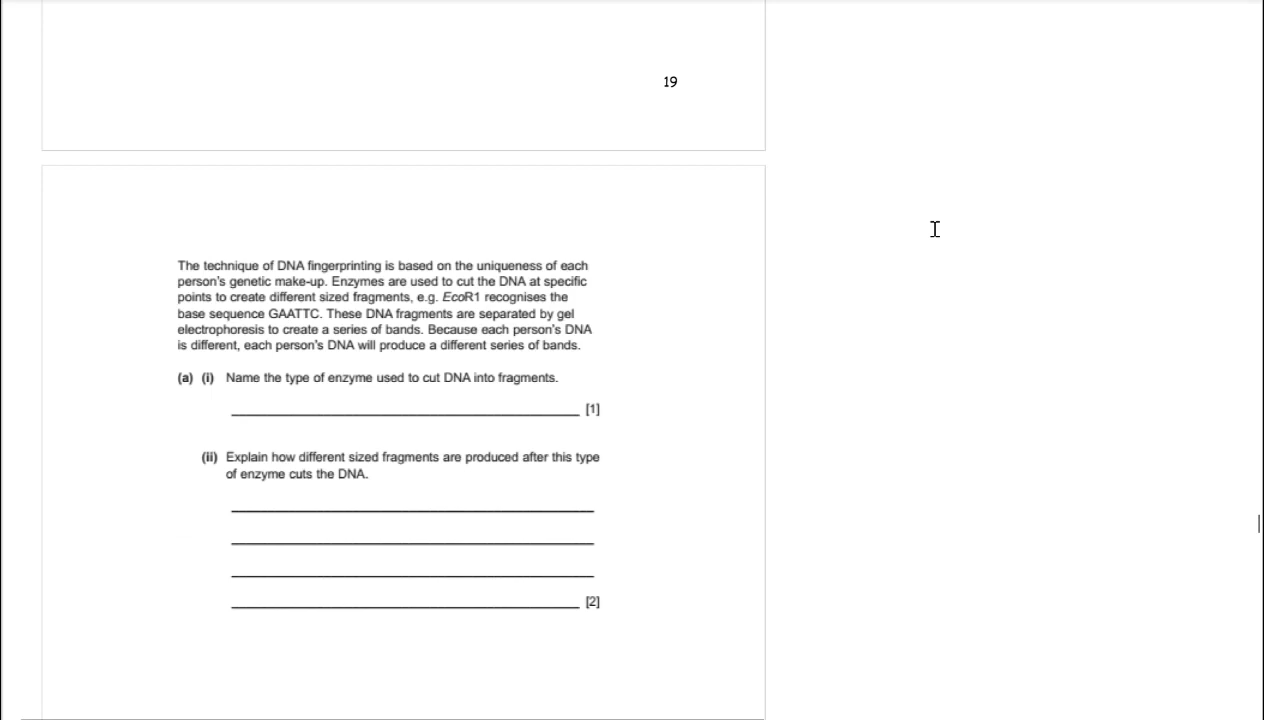 19
The technique of DNA fingerprinting is based on the uniqueness of each
person's genetic make-up. Enzymes are used to cut the DNA at specific
points to create different sized fragments, e.g. EcoR1 recognises the
base sequence GAATTC. These DNA fragments are separated by gel
electrophoresis to create a series of bands. Because each person's DNA
is different, each person's DNA will produce a different series of bands.
(a) (i) Name the type of enzyme used to cut DNA into fragments.
[1]
(ii) Explain how different sized fragments are produced after this type
of enzyme cuts the DNA.
[2]